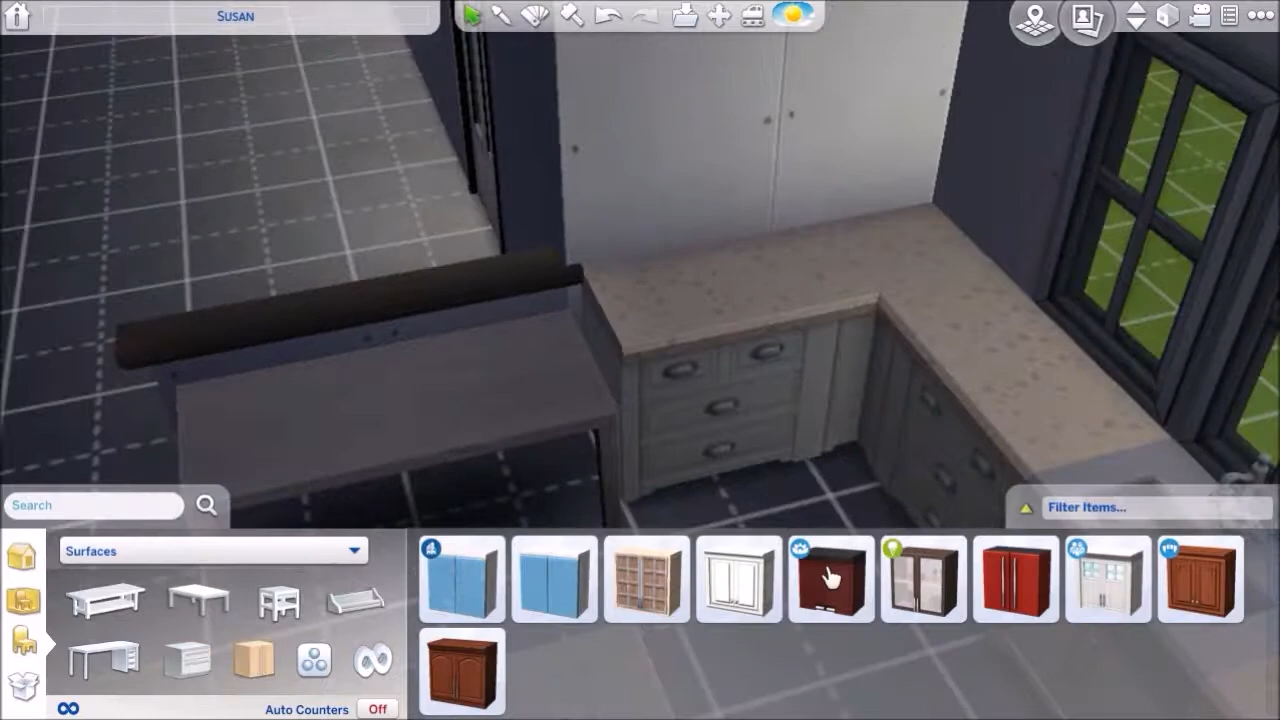 SUSAN
Search
Filter Items...
Surfaces
Auto Counters
Off